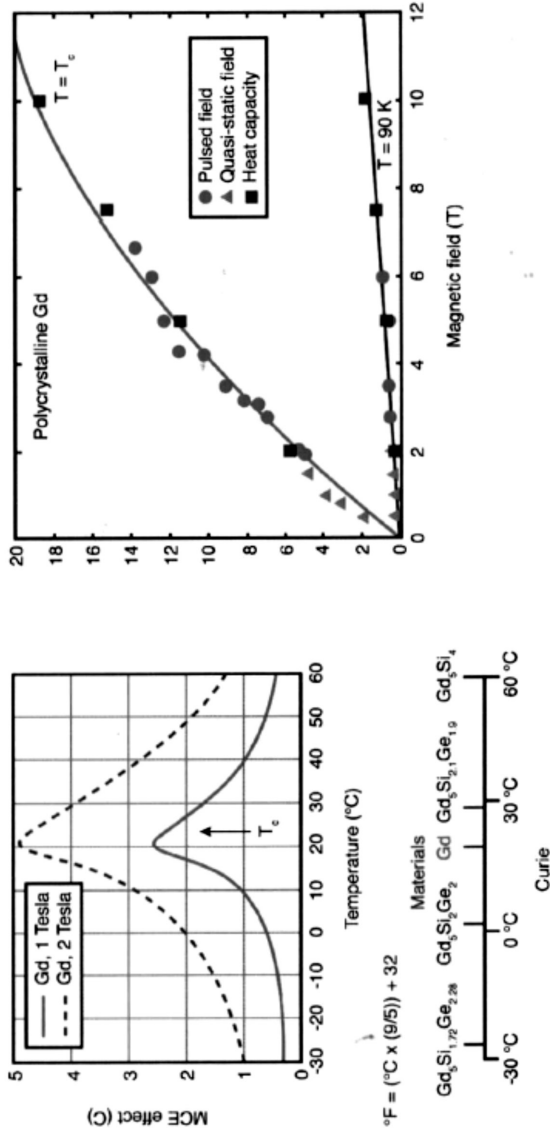 MCE effect (C)
5
4
3
2
1
0
Gd, 1 Tesla
Gd, 2 Tesla
T_c
-30 -20 -10 0 10 20 30 40 50 60
Temperature (°C)
°F = (°C x (9/5)) + 32
Materials
Gd₅Si₁.₇₂Ge₂.₂₈ Gd₅Si₂Ge₂ Gd Gd₅Si₂.₁Ge₁.₉ Gd₅Si₄
-30 °C 0 °C 30 °C 60 °C
Curie
20
18
16
14
12
10
8
6
4
2
0
Polycrystalline Gd
T = T_c
Pulsed field
Quasi-static field
Heat capacity
T = 90 K
0 2 4 6 8 10 12
Magnetic field (T)